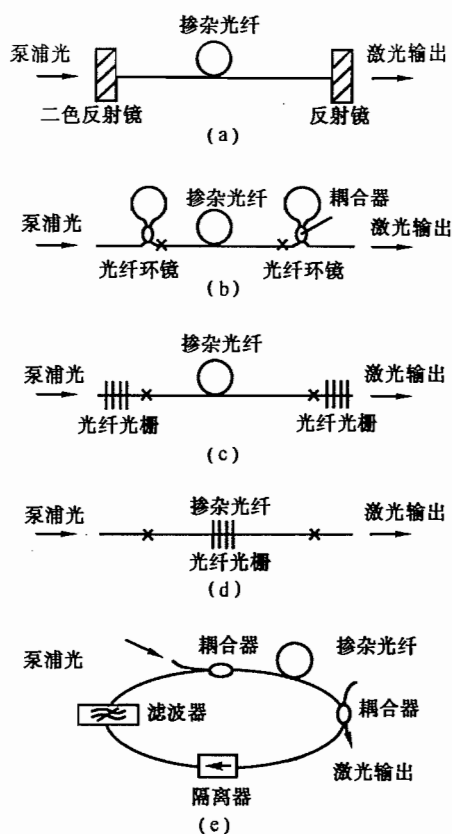 掺杂光纤
泵浦光
激光输出
二色反射镜
反射镜
(a)
掺杂光纤
耦合器
泵浦光
激光输出
光纤环镜
光纤环镜
(b)
掺杂光纤
泵浦光
激光输出
光纤光栅
光纤光栅
(c)
掺杂光纤
泵浦光
激光输出
光纤光栅
(d)
泵浦光
耦合器
掺杂光纤
滤波器
耦合器
激光输出
隔离器
(e)